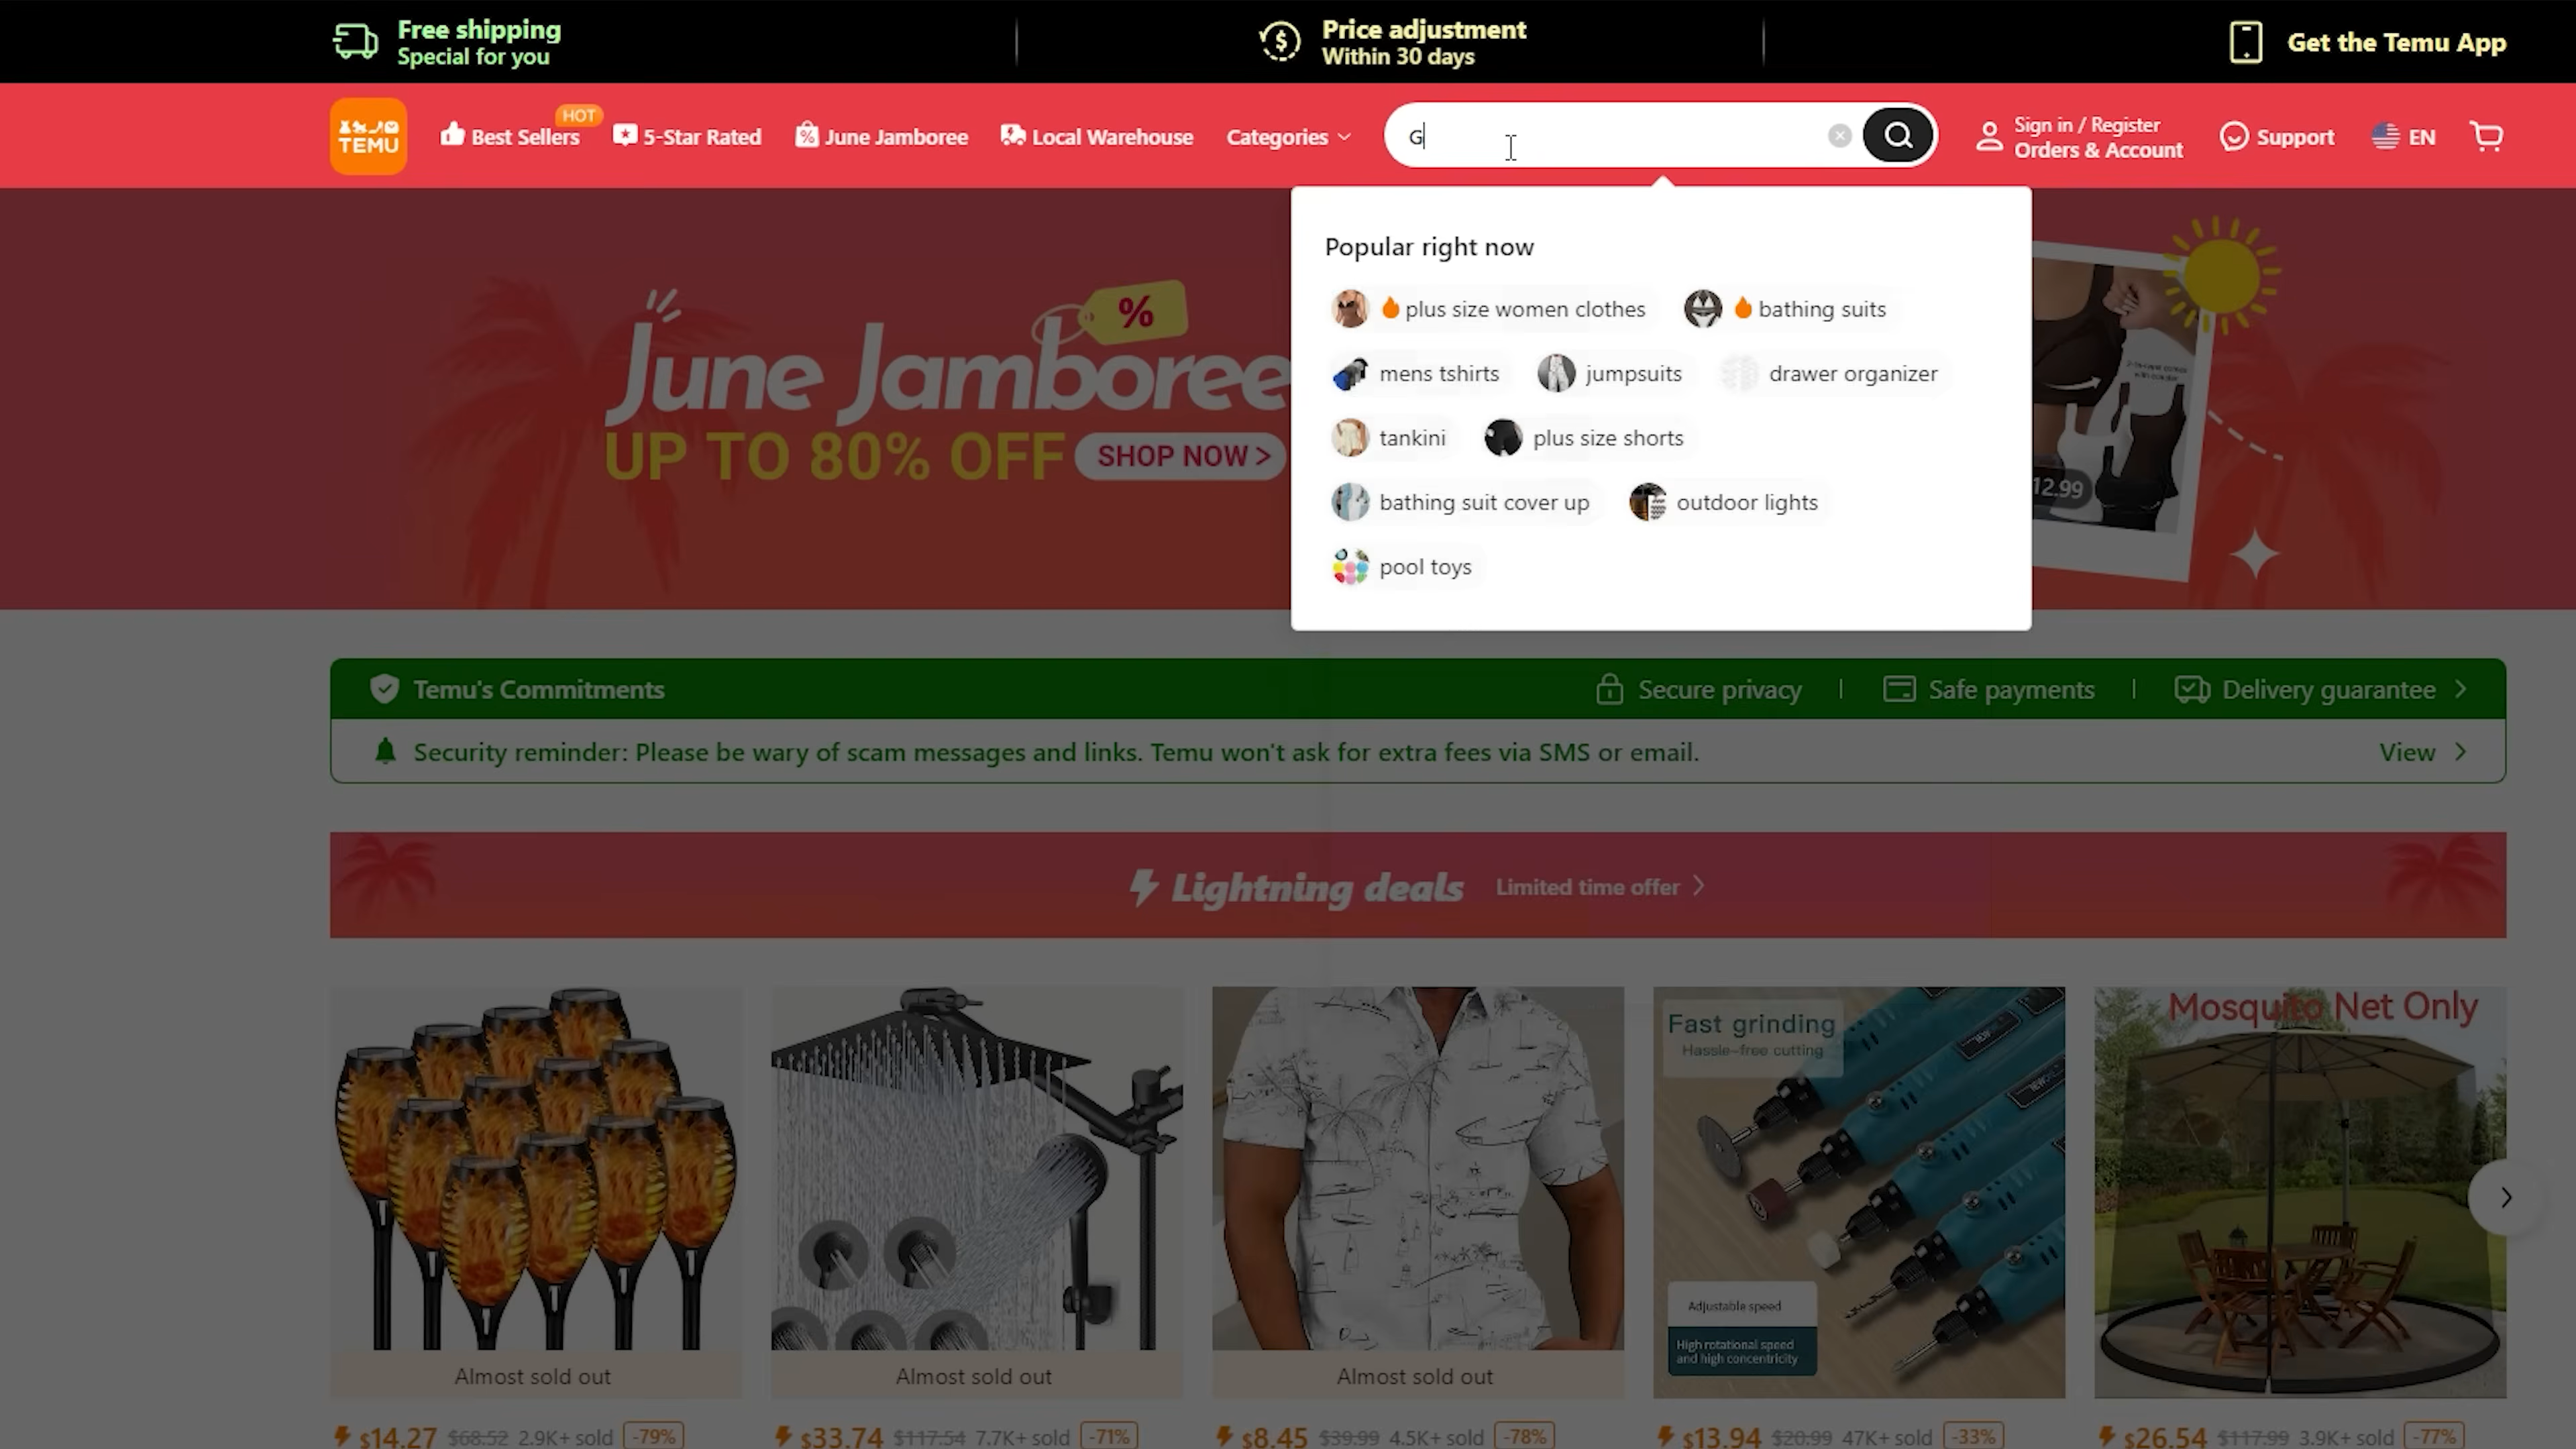 Free shipping
Special for you
Price adjustment
Within 30 days
Get the Temu App
TEMU
Best Sellers
HOT
5-Star Rated
June Jamboree
Local Warehouse
Categories
G
Sign in / Register
Orders & Account
Support
EN
Popular right now
plus size women clothes
bathing suits
mens tshirts
jumpsuits
drawer organizer
tankini
plus size shorts
bathing suit cover up
outdoor lights
pool toys
%
June Jamboree
UP TO 80% OFF
SHOP NOW >
12.99
Temu's Commitments
Secure privacy
Safe payments
Delivery guarantee
Security reminder: Please be wary of scam messages and links. Temu won't ask for extra fees via SMS or email.
View
Lightning deals
Limited time offer
Fast grinding
Hassle-free cutting
Adjustable speed
High rotational speed
and high concentricity
Mosquito Net Only
Almost sold out
Almost sold out
Almost sold out
$14.27 $68.52 2.9K+ sold -79%
$33.74 $117.54 7.7K+ sold -71%
$8.45 $39.99 4.5K+ sold -78%
$13.94 $20.99 47K+ sold -33%
$26.54 $117.99 3.9K+ sold -77%